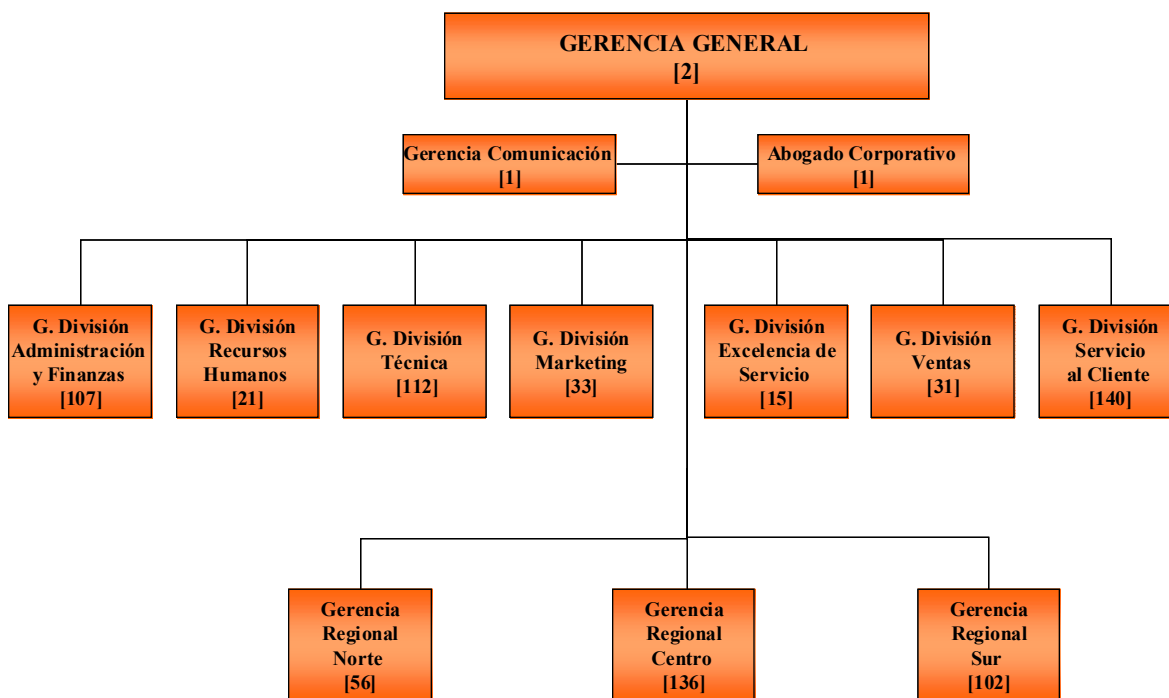 GERENCIA GENERAL
[2]
Gerencia Comunicación
[1]
Abogado Corporativo
[1]
G. División
Administración
y Finanzas
[107]
G. División
Recursos
Humanos
[21]
G. División
Técnica
[112]
G. División
Marketing
[33]
G. División
Excelencia de
Servicio
[15]
G. División
Ventas
[31]
G. División
Servicio
al Cliente
[140]
Gerencia
Regional
Norte
[56]
Gerencia
Regional
Centro
[136]
Gerencia
Regional
Sur
[102]